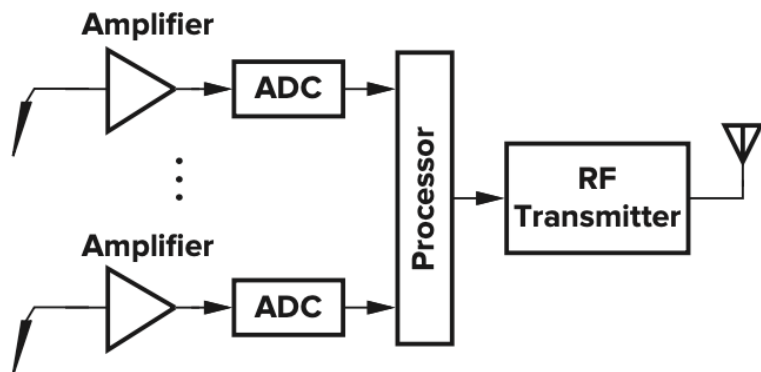 Amplifier
ADC
Processor
RF
Transmitter
Amplifier
ADC